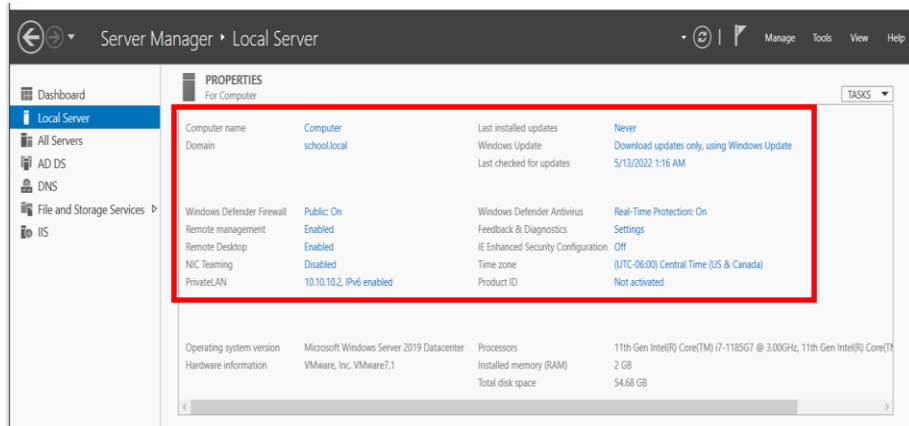 Server Manager • Local Server
Manage Tools View Help
Dashboard
Local Server
All Servers
AD DS
DNS
File and Storage Services
IIS
PROPERTIES
For Computer
TASKS
Computer name Computer Last installed updates Never
Domain school.local Windows Update Download updates only, using Windows Update
Last checked for updates 5/13/2022 1:16 AM
Windows Defender Firewall Public: On Windows Defender Antivirus Real-Time Protection: On
Remote management Enabled Feedback & Diagnostics Settings
Remote Desktop Enabled IE Enhanced Security Configuration Off
NIC Teaming Disabled Time zone (UTC-06:00) Central Time (US & Canada)
PrivateLAN 10.10.10.2, IPv6 enabled Product ID Not activated
Operating system version Microsoft Windows Server 2019 Datacenter Processors 11th Gen Intel(R) Core(TM) i7-1185G7 @ 3.00GHz, 11th Gen Intel(R) Core(T
Hardware information VMware, Inc. VMware7,1 Installed memory (RAM) 2 GB
Total disk space 54.68 GB